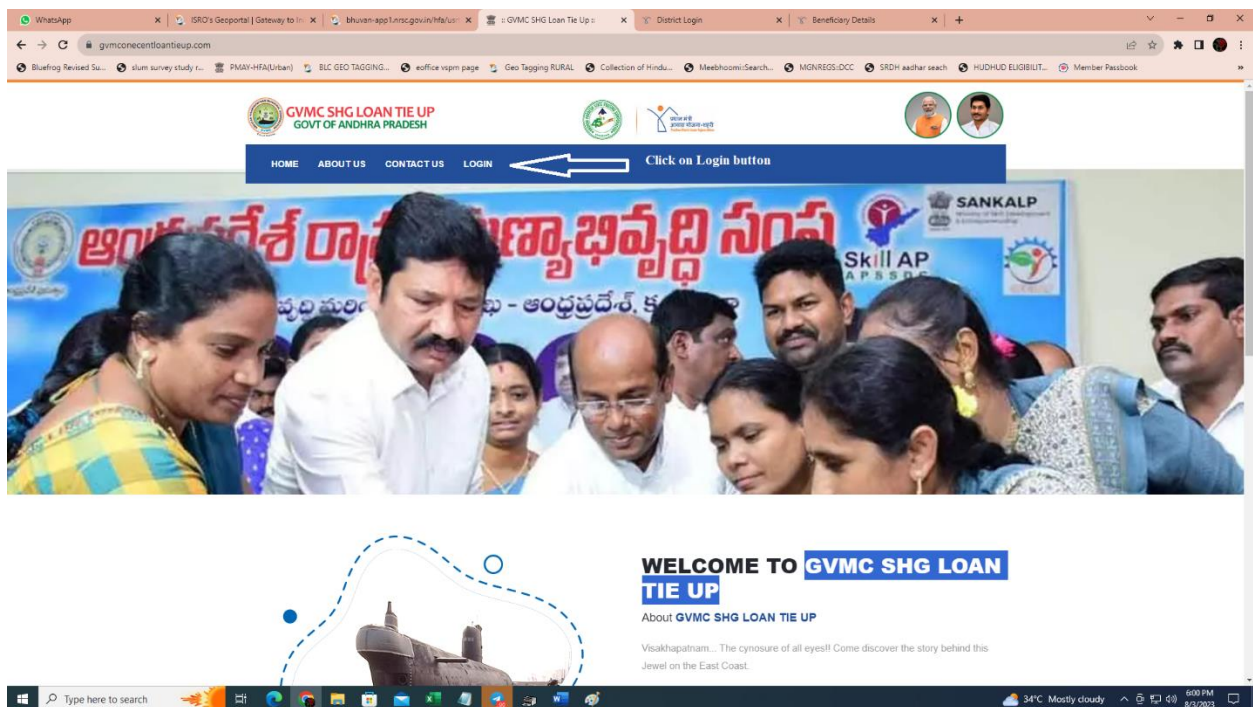 WhatsApp
ISRO's Geoportal | Gateway to In
bhuvan-app1.nrsc.gov.in/hfa/usr
:: GVMC SHG Loan Tie Up ::
District Login
Beneficiary Details
gvmconecentloantieup.com
Bluefrog Revised Su...
slum survey study r...
PMAY-HFA(Urban)
BLC GEO TAGGING...
eoffice vspm page
Geo Tagging RURAL
Collection of Hindu...
Meebhoomi::Search...
MGNREGS::DCC
SRDH aadhar seach
HUDHUD ELIGIBILIT...
Member Passbook
GVMC SHG LOAN TIE UP
GOVT OF ANDHRA PRADESH
HOME ABOUT US CONTACT US LOGIN
Click on Login button
SANKALP
Skill AP
APSSDC
WELCOME TO GVMC SHG LOAN
TIE UP
About GVMC SHG LOAN TIE UP
Visakhapatnam... The cynosure of all eyes!! Come discover the story behind this
Jewel on the East Coast.
Type here to search
34°C Mostly cloudy
6:00 PM
8/3/2023